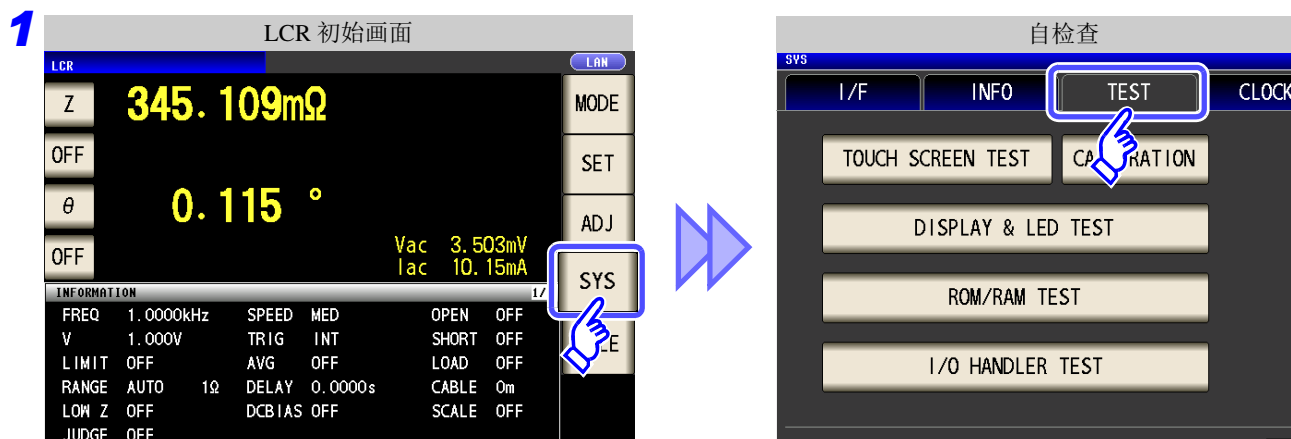 1
LCR 初始画面
LCR
LAN
Z 345.109mΩ
MODE
OFF
SET
θ 0.115 °
ADJ
OFF
Vac 3.503mV
Iac 10.15mA
SYS
INFORMATION 1/
FREQ 1.0000kHz SPEED MED OPEN OFF
V 1.000V TRIG INT SHORT OFF
LIMIT OFF AVG OFF LOAD OFF
RANGE AUTO 1Ω DELAY 0.0000s CABLE 0m
LOW Z OFF DCBIAS OFF SCALE OFF
JUDGE OFF
自检查
SYS
I/F INFO TEST CLOCK
TOUCH SCREEN TEST
DISPLAY & LED TEST
ROM/RAM TEST
I/O HANDLER TEST